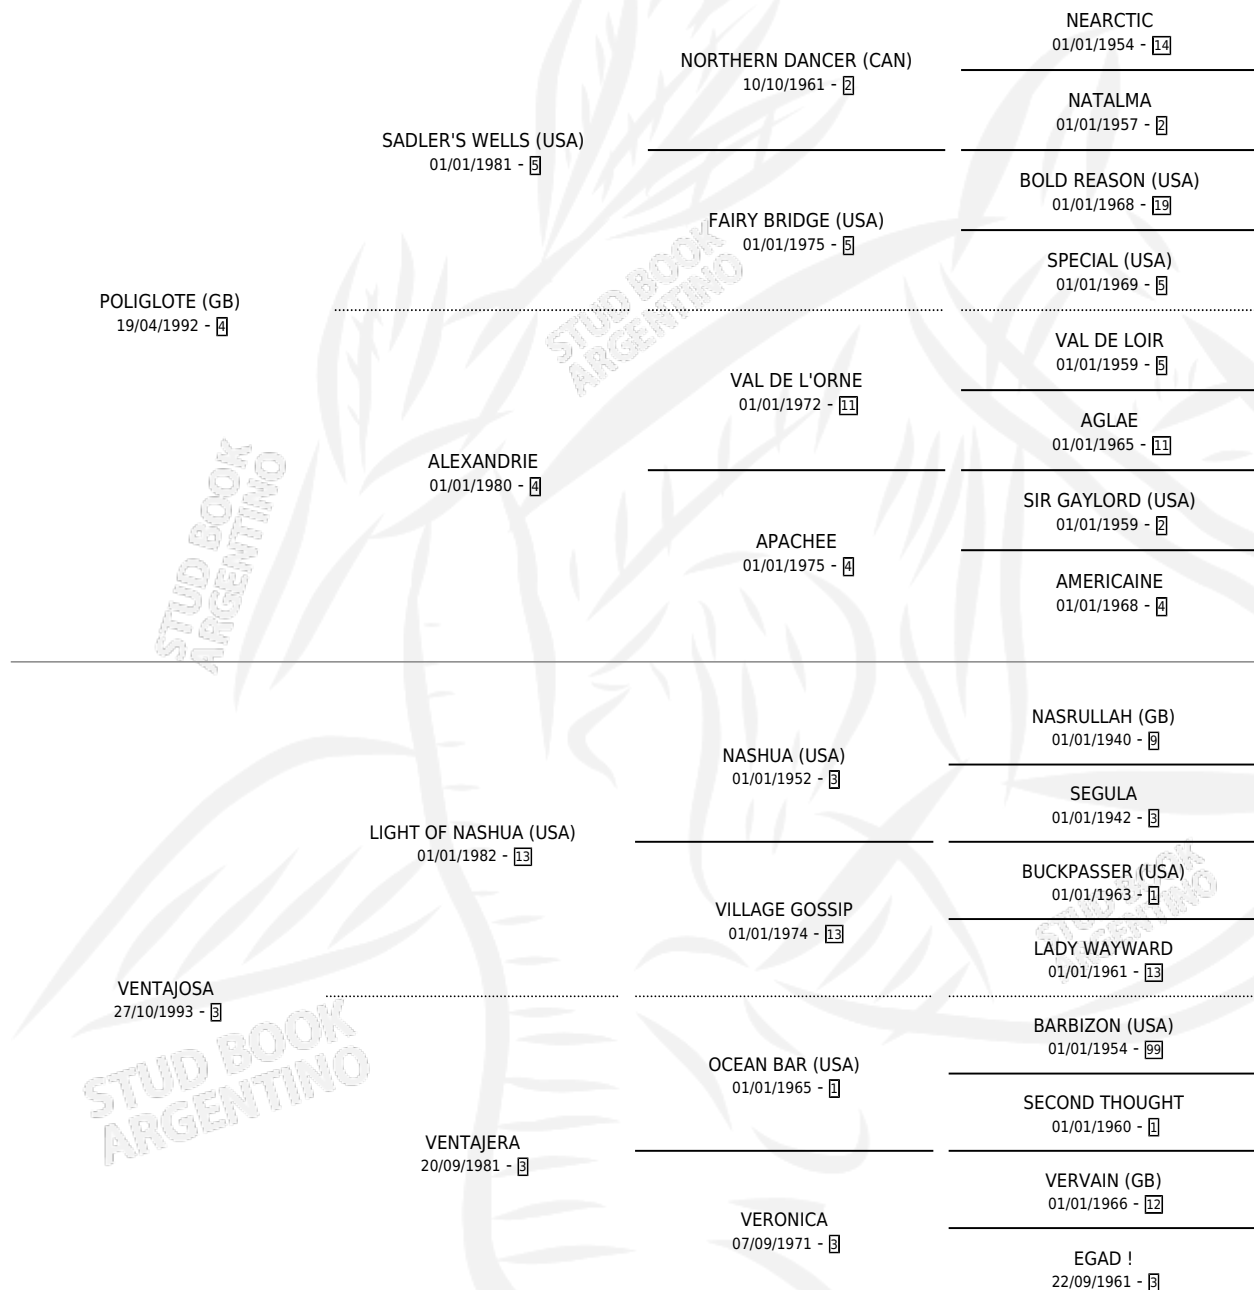 NEARCTIC
01/01/1954 - 14
NORTHERN DANCER (CAN)
10/10/1961 - 2
NATALMA
01/01/1957 - 2
SADLER'S WELLS (USA)
01/01/1981 - 5
BOLD REASON (USA)
01/01/1968 - 19
FAIRY BRIDGE (USA)
01/01/1975 - 5
SPECIAL (USA)
01/01/1969 - 5
POLIGLOTE (GB)
19/04/1992 - 4
VAL DE LOIR
01/01/1959 - 5
VAL DE L'ORNE
01/01/1972 - 11
AGLAE
01/01/1965 - 11
ALEXANDRIE
01/01/1980 - 4
SIR GAYLORD (USA)
01/01/1959 - 2
APACHEE
01/01/1975 - 4
AMERICAINE
01/01/1968 - 4
NASRULLAH (GB)
01/01/1940 - 9
NASHUA (USA)
01/01/1952 - 3
SEGULA
01/01/1942 - 3
LIGHT OF NASHUA (USA)
01/01/1982 - 13
BUCKPASSER (USA)
01/01/1963 - 1
VILLAGE GOSSIP
01/01/1974 - 13
LADY WAYWARD
01/01/1961 - 13
VENTAJOSA
27/10/1993 - 3
BARBIZON (USA)
01/01/1954 - 99
OCEAN BAR (USA)
01/01/1965 - 1
SECOND THOUGHT
01/01/1960 - 1
VENTAJERA
20/09/1981 - 3
VERVAIN (GB)
01/01/1966 - 12
VERONICA
07/09/1971 - 3
EGAD !
22/09/1961 - 3
STUD BOOK
ARGENTINO
STUD BOOK
ARGENTINO
STUD BOOK
ARGENTINO
STUD BOOK
ARGENTINO